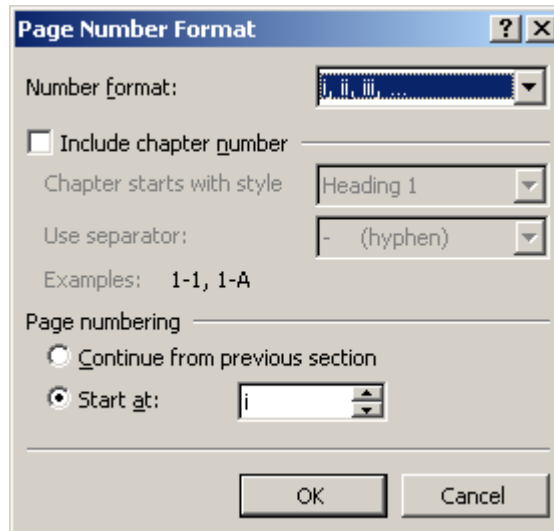 Page Number Format
Number format: i, ii, iii, ...
Include chapter number
Chapter starts with style Heading 1
Use separator: - (hyphen)
Examples: 1-1, 1-A
Page numbering
Continue from previous section
Start at: i
OK Cancel